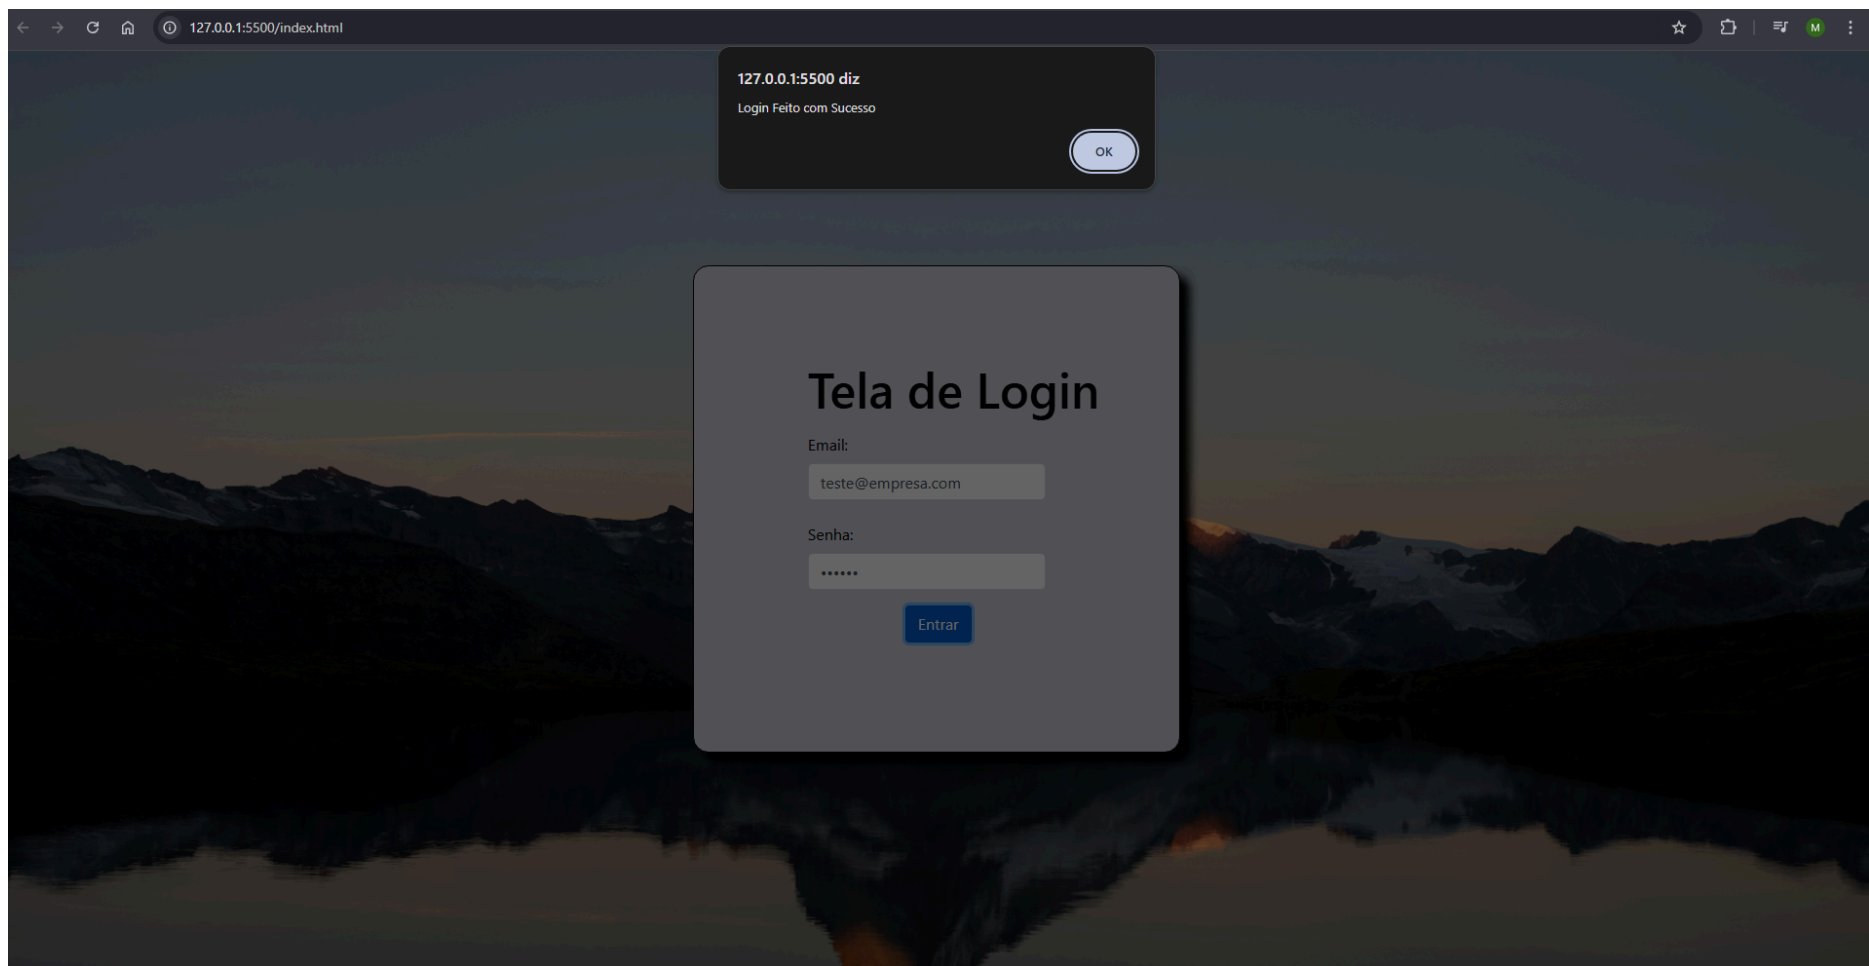 127.0.0.1:5500/index.html
M
127.0.0.1:5500 diz
Login Feito com Sucesso
OK
Tela de Login
Email:
teste@empresa.com
Senha:
••••••
Entrar